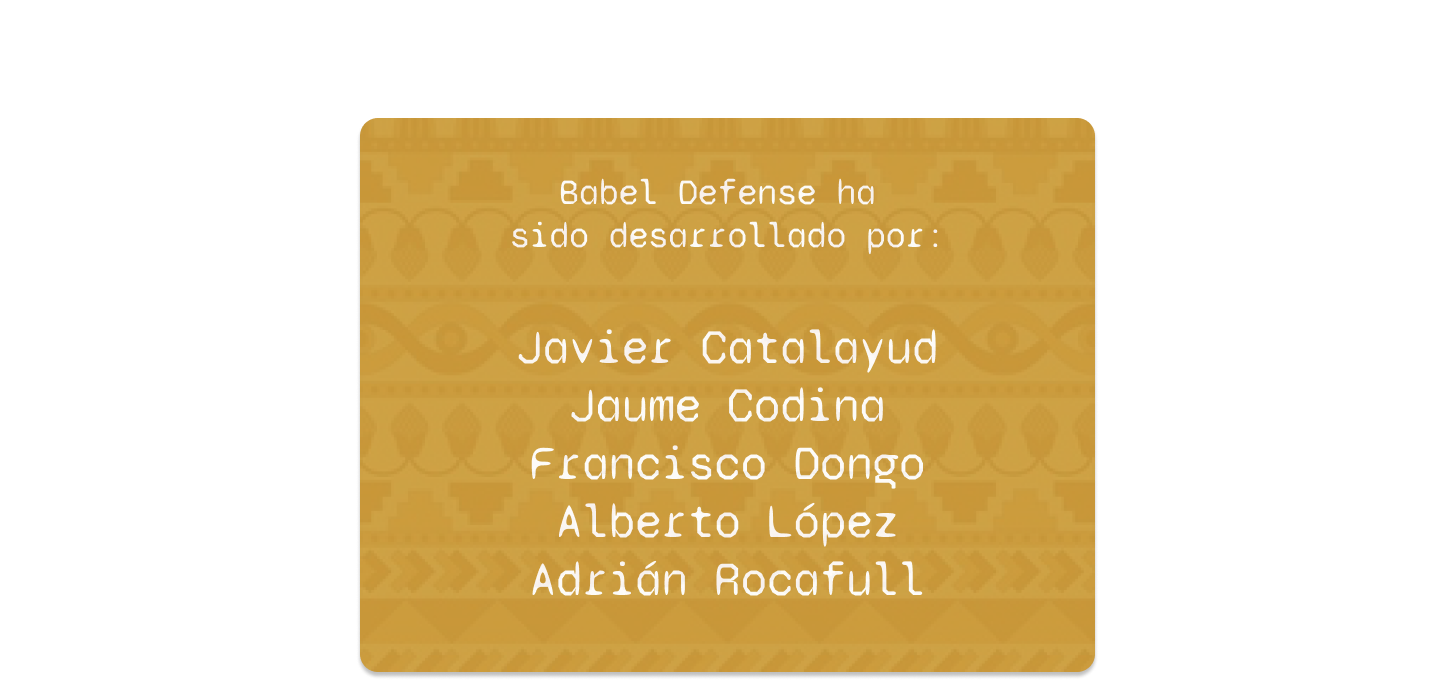 Babel Defense ha
sido desarrollado por:
Javier Catalayud
Jaume Codina
Francisco Dongo
Alberto López
Adrián Rocafull